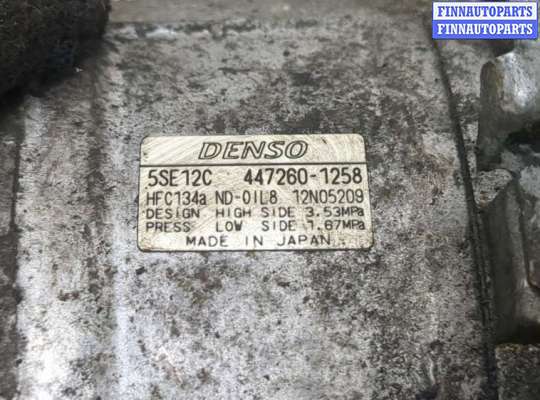 FINNAUTOPARTS
FINNAUTOPARTS
DENSO
5SE12C 447260-1258
HFC134a ND-OIL8 12N05209
DESIGN HIGH SIDE 3.53MPa
PRESS LOW SIDE 1.67MPa
MADE IN JAPAN